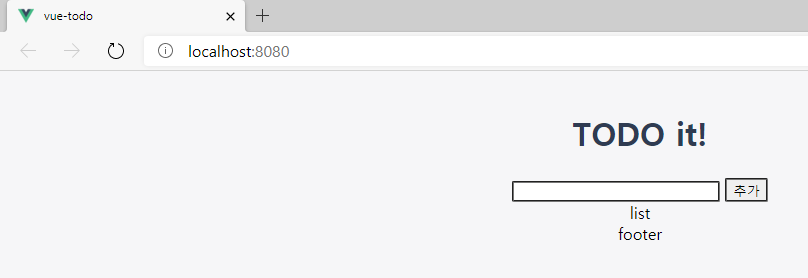 vue-todo
localhost:8080
TODO it!
추가
list
footer